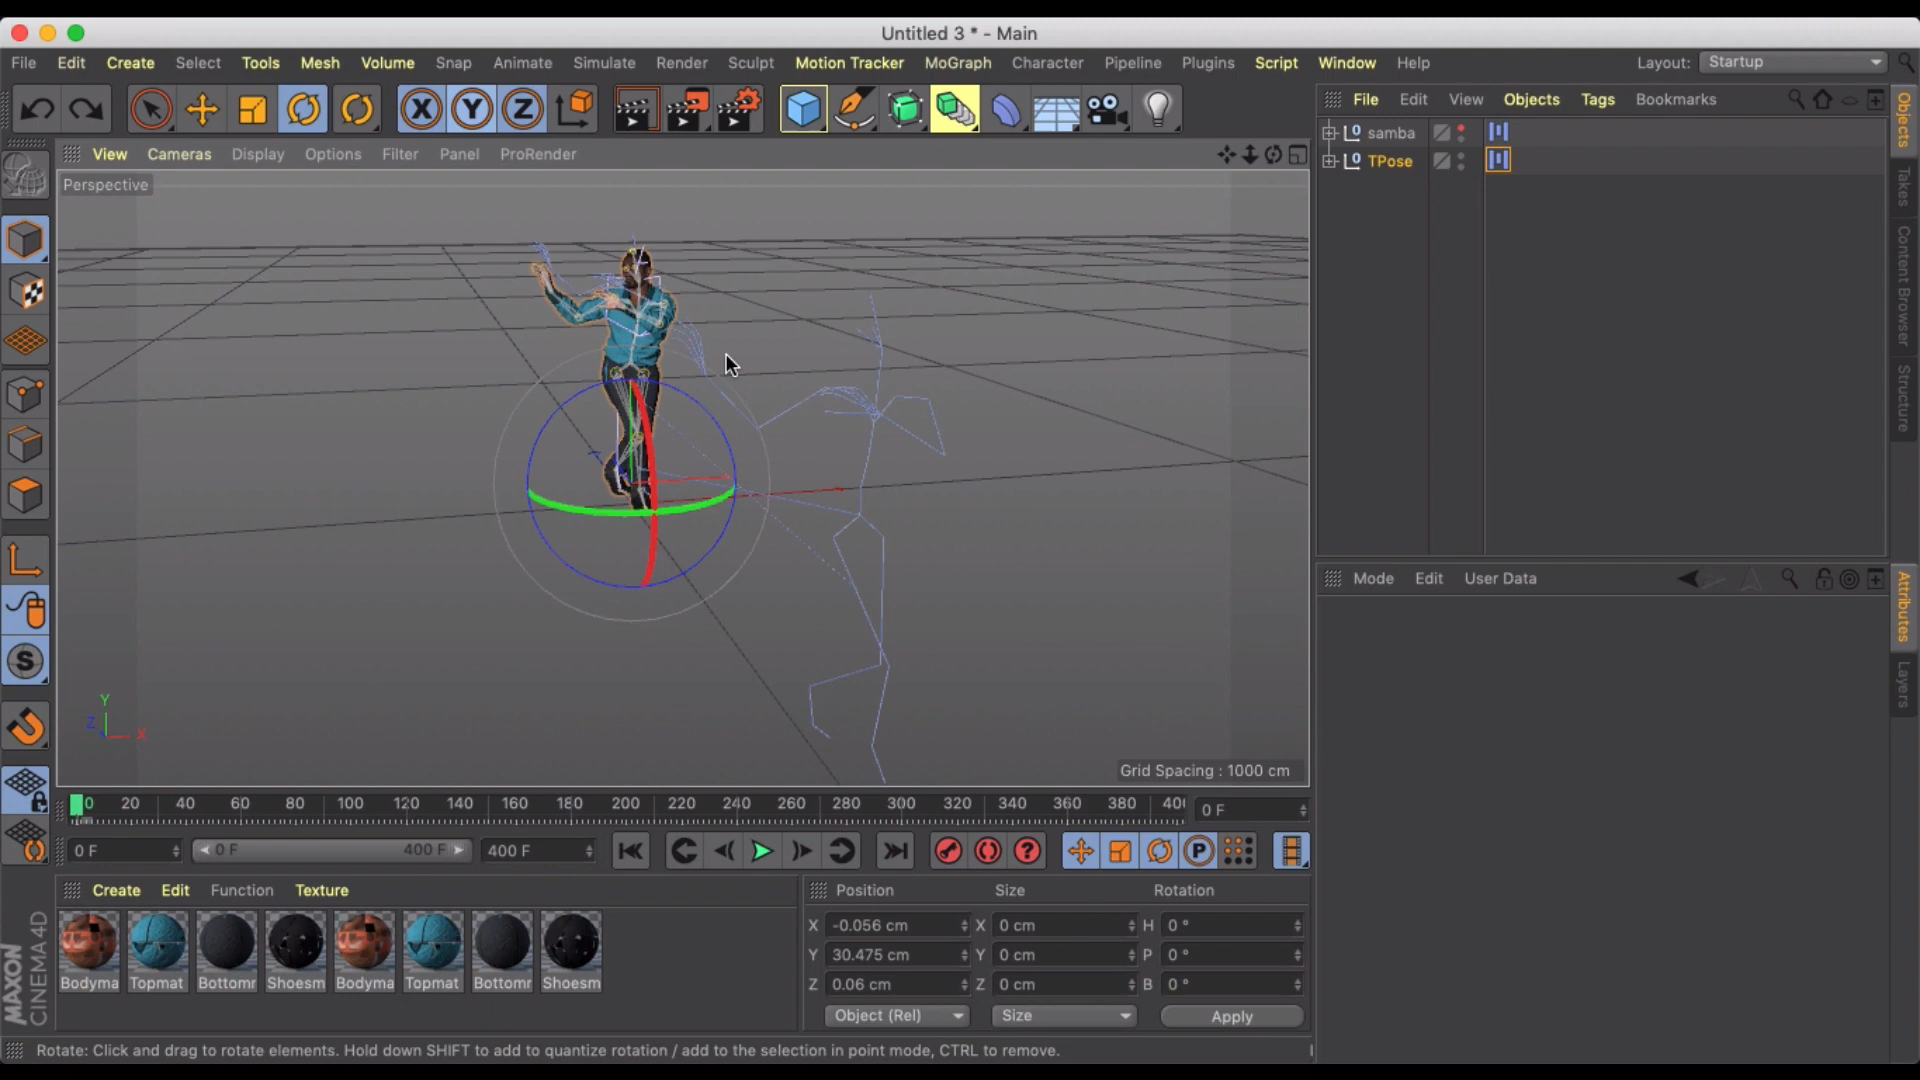 Untitled 3 * - Main
File Edit Create Select Tools Mesh Volume Snap Animate Simulate Render Sculpt Motion Tracker MoGraph Character Pipeline Plugins Script Window Help Layout: Startup
X Y Z
File Edit View Objects Tags Bookmarks
View Cameras Display Options Filter Panel ProRender
Perspective
samba
TPose
Objects
Takes
Content Browser
Structure
Mode Edit User Data
Attributes
Layers
S
Y
Z
X
Grid Spacing : 1000 cm
0 20 40 60 80 100 120 140 160 180 200 220 240 260 280 300 320 340 360 380 400
0 F
0 F 0 F 400 F 400 F
P
Create Edit Function Texture
Bodyma Topmat Bottomr Shoesm Bodyma Topmat Bottomr Shoesm
Position Size Rotation
X -0.056 cm X 0 cm H 0 °
Y 30.475 cm Y 0 cm P 0 °
Z 0.06 cm Z 0 cm B 0 °
Object (Rel) Size Apply
MAXON
CINEMA 4D
Rotate: Click and drag to rotate elements. Hold down SHIFT to add to quantize rotation / add to the selection in point mode, CTRL to remove.